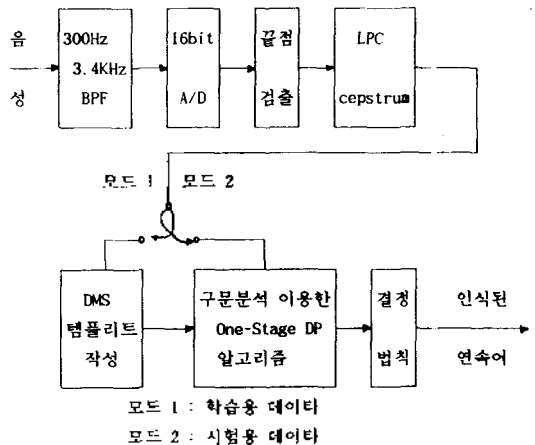 음
성
300Hz
3.4KHz
BPF
16bit
A/D
끝점
검출
LPC
cepstrum
모드 1
모드 2
DMS
템플리트
작성
구문분석 이용한
One-Stage DP
알고리즘
결정
법칙
인식된
연속어
모드 1 : 학습용 데이타
모드 2 : 시험용 데이타